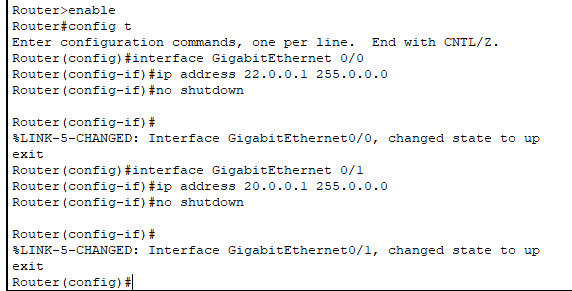 Router>enable
Router#config t
Enter configuration commands, one per line.  End with CNTL/Z.
Router(config)#interface GigabitEthernet 0/0
Router(config-if)#ip address 22.0.0.1 255.0.0.0
Router(config-if)#no shutdown
Router(config-if)#
%LINK-5-CHANGED: Interface GigabitEthernet0/0, changed state to up
exit
Router(config)#interface GigabitEthernet 0/1
Router(config-if)#ip address 20.0.0.1 255.0.0.0
Router(config-if)#no shutdown
Router(config-if)#
%LINK-5-CHANGED: Interface GigabitEthernet0/1, changed state to up
exit
Router(config)#